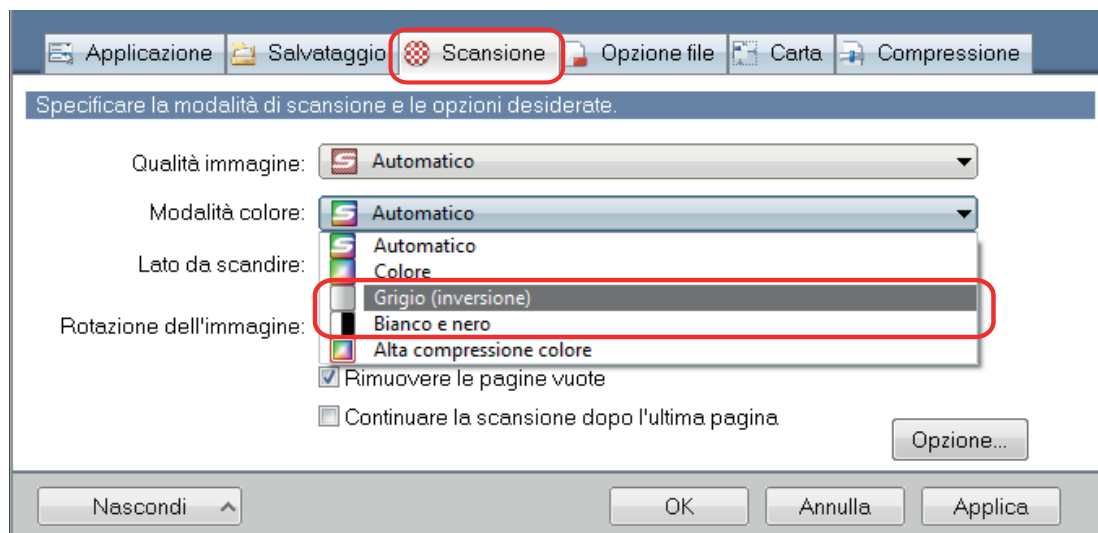 Applicazione Salvataggio Scansione Opzione file Carta Compressione
Specificare la modalità di scansione e le opzioni desiderate.
Qualità immagine: Automatico
Modalità colore: Automatico
Automatico
Lato da scandire: Colore
Grigio (inversione)
Rotazione dell'immagine: Bianco e nero
Alta compressione colore
Rimuovere le pagine vuote
Continuare la scansione dopo l'ultima pagina
Opzione...
Nascondi OK Annulla Applica